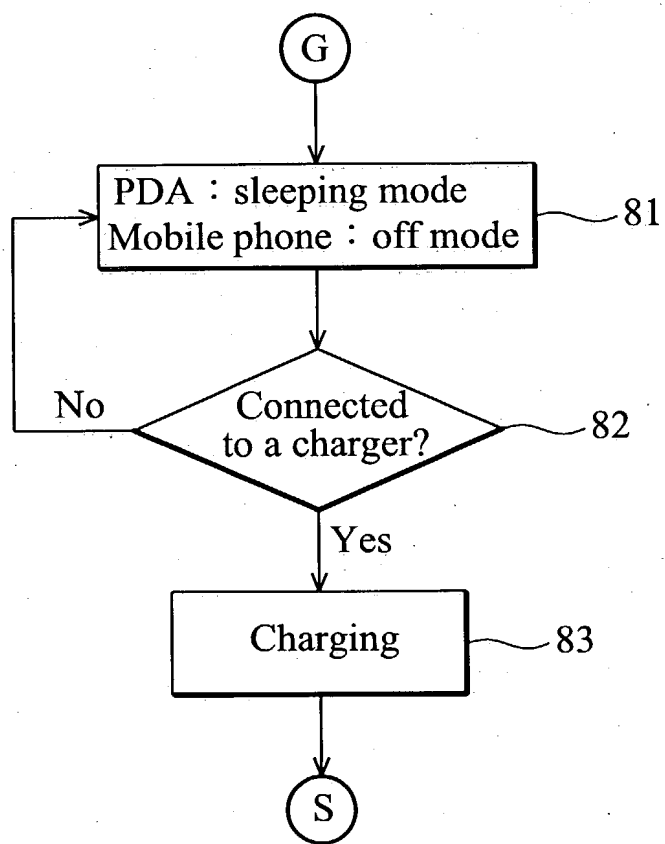 G
PDA : sleeping mode
Mobile phone : off mode
81
No
Connected
to a charger?
82
Yes
Charging
83
S